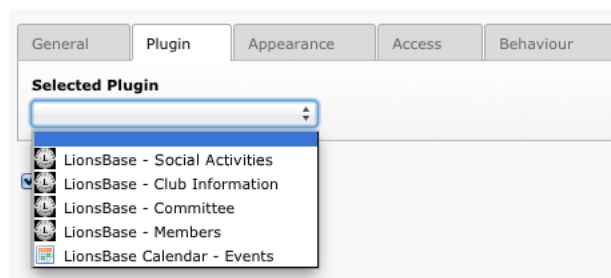 General Plugin Appearance Access Behaviour
Selected Plugin
LionsBase - Social Activities
LionsBase - Club Information
LionsBase - Committee
LionsBase - Members
LionsBase Calendar - Events